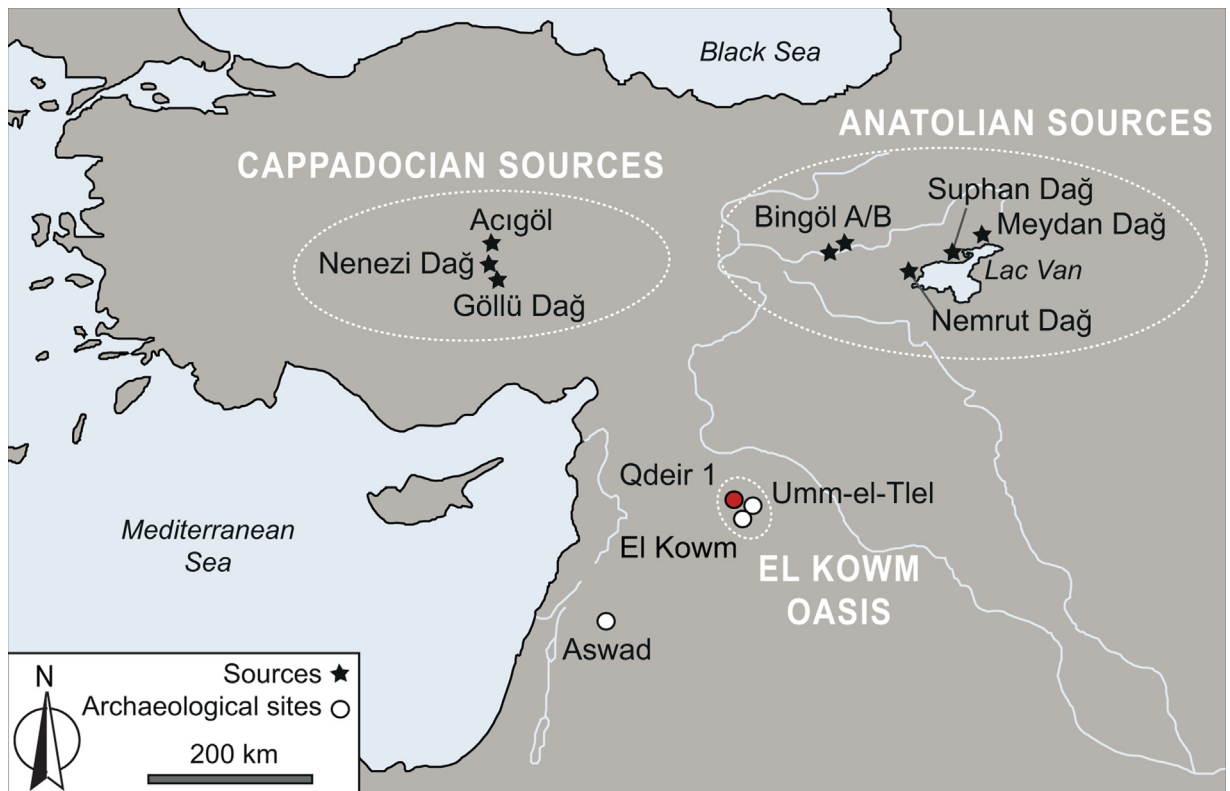 Black Sea
ANATOLIAN SOURCES
CAPPADOCIAN SOURCES
Suphan Dağ
Bingöl A/B
Meydan Dağ
Acıgöl
Nenezi Dağ
Lac Van
Göllü Dağ
Nemrut Dağ
Qdeir 1
Umm-el-Tlel
Mediterranean
Sea
El Kowm
EL KOWM
OASIS
Aswad
N
Sources
Archaeological sites
200 km